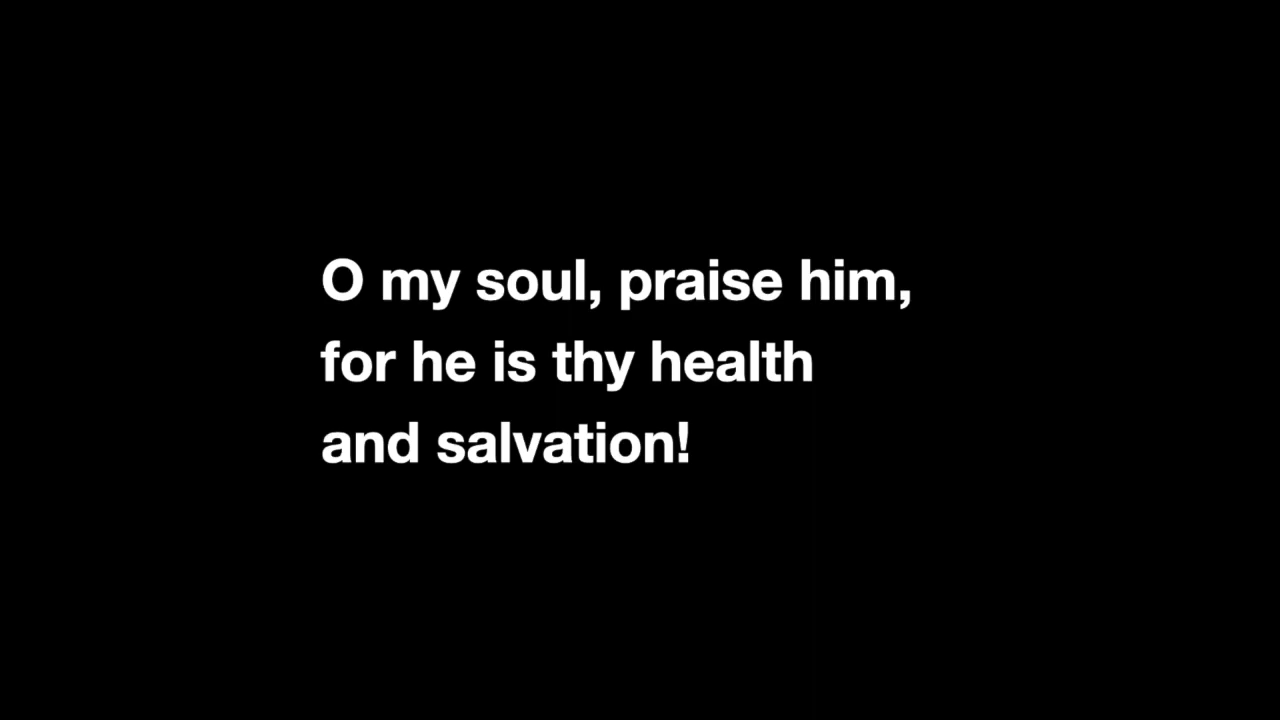 O my soul, praise him,
for he is thy health
and salvation!